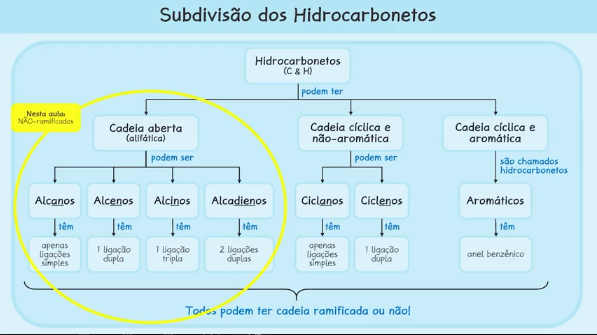 Subdivisão dos Hidrocarbonetos
Hidrocarbonetos
(C & H)
podem ter
Nesta aula:
NÃO-ramificados
Cadeia aberta
(alifática)
Cadeia cíclica e
não-aromática
Cadeia cíclica e
aromática
podem ser
podem ser
são chamados
hidrocarbonetos
Alcanos
Alcenos
Alcinos
Alcadienos
Ciclanos
Ciclenos
Aromáticos
têm
têm
têm
têm
têm
têm
têm
apenas
ligações
simples
1 ligação
dupla
1 ligação
tripla
2 ligações
duplas
apenas
ligações
simples
1 ligação
dupla
anel benzênico
Todos podem ter cadeia ramificada ou não!